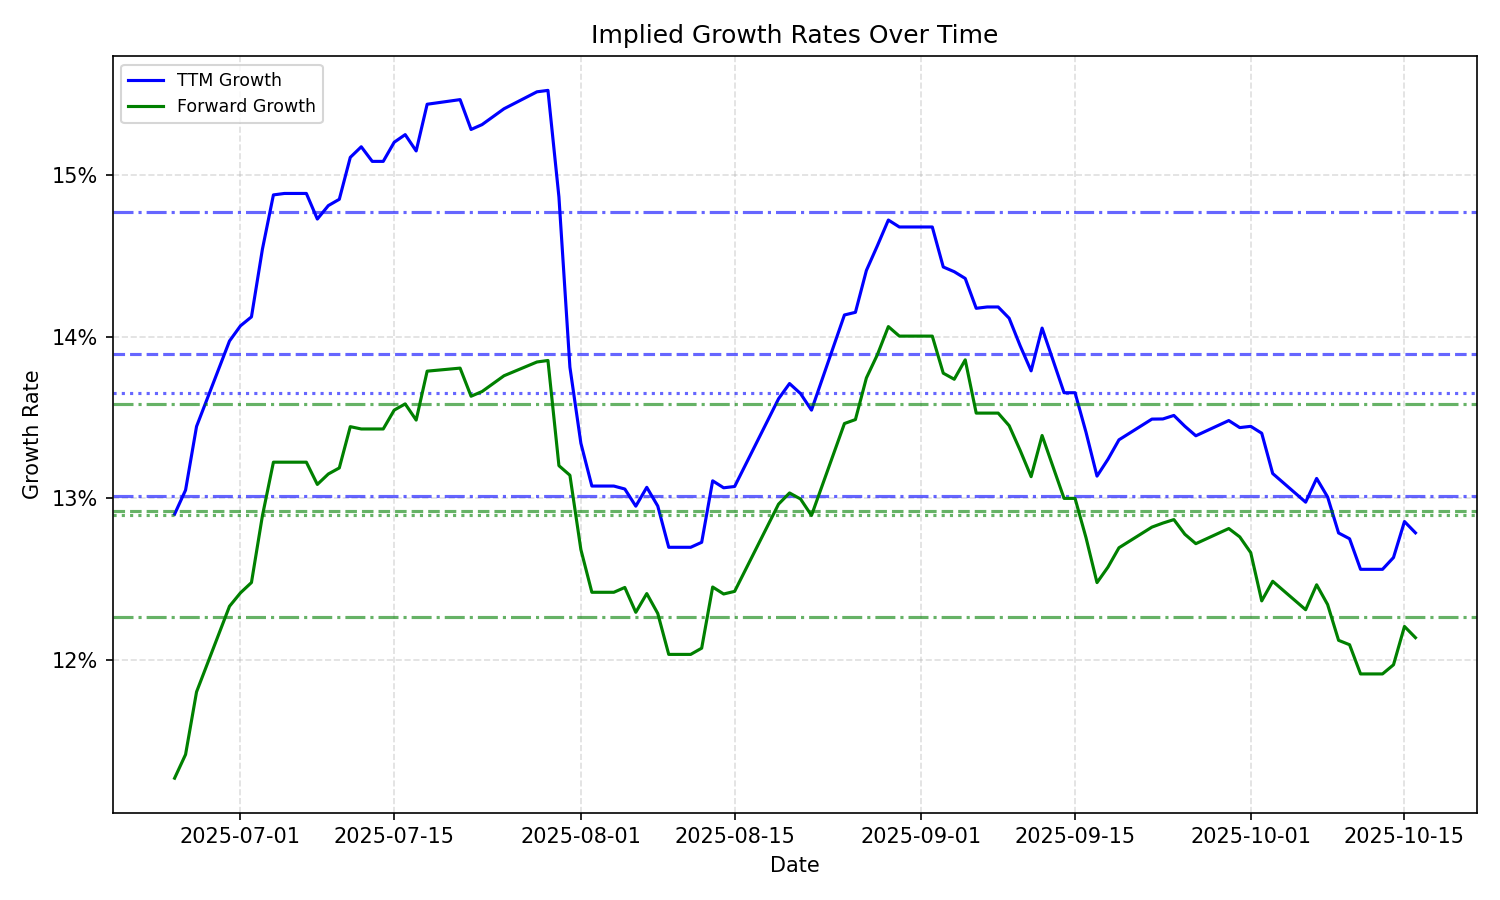 Implied Growth Rates Over Time
TTM Growth
Forward Growth
15%
14%
13%
12%
Growth Rate
2025-07-01
2025-07-15
2025-08-01
2025-08-15
2025-09-01
2025-09-15
2025-10-01
2025-10-15
Date